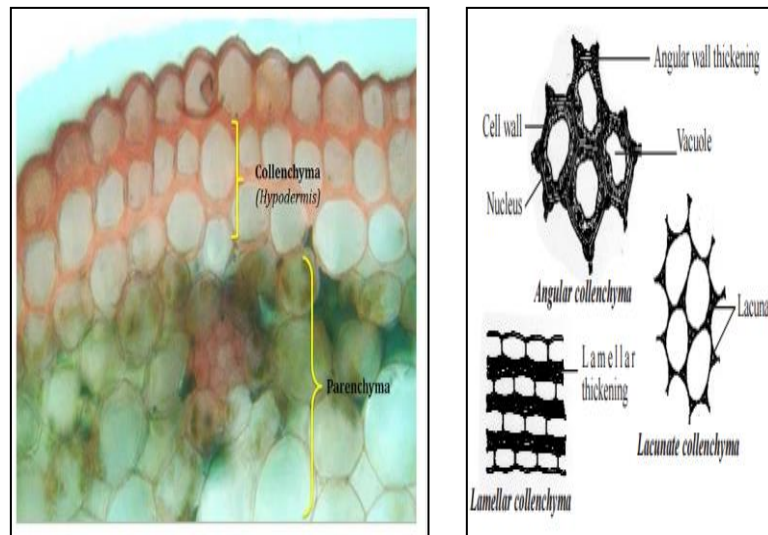 Collenchyma
(Hypodermis)
Parenchyma
Angular wall thickening
Cell wall
Vacuole
Nucleus
Angular collenchyma
Lacuna
Lamellar
thickening
Lacunate collenchyma
Lamellar collenchyma